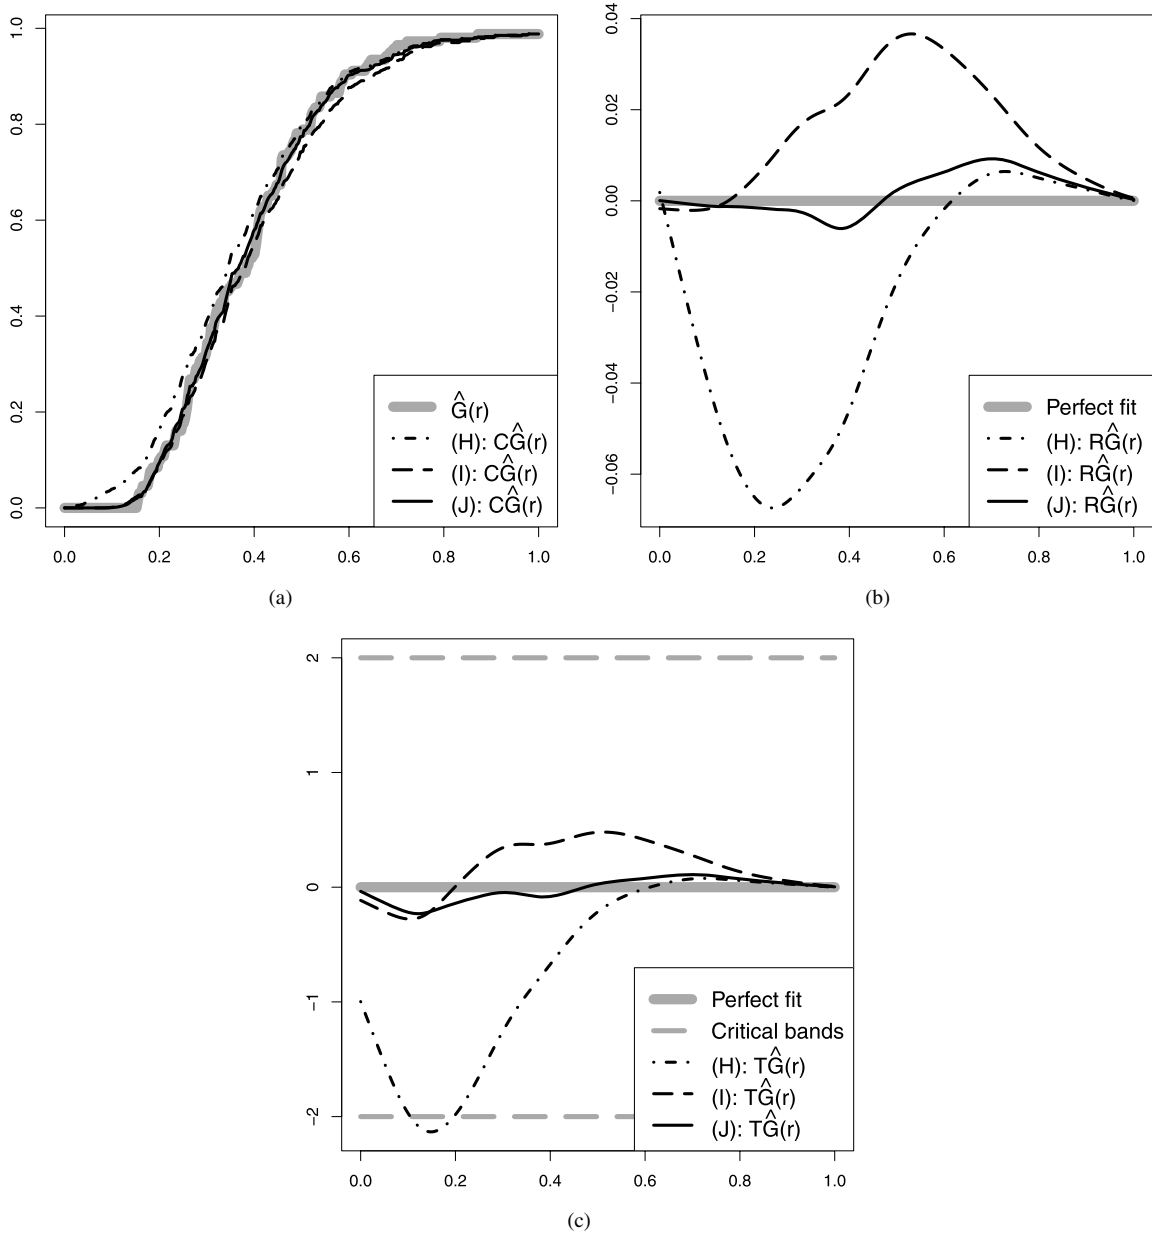 1.0
0.8
0.6
0.4
0.2
0.0
Ĝ(r)
(H): CĜ(r)
(I): CĜ(r)
(J): CĜ(r)
0.0 0.2 0.4 0.6 0.8 1.0
(a)
0.04
0.02
0.00
−0.02
−0.04
−0.06
Perfect fit
(H): RĜ(r)
(I): RĜ(r)
(J): RĜ(r)
0.0 0.2 0.4 0.6 0.8 1.0
(b)
2
1
0
−1
−2
Perfect fit
Critical bands
(H): TĜ(r)
(I): TĜ(r)
(J): TĜ(r)
0.0 0.2 0.4 0.6 0.8 1.0
(c)